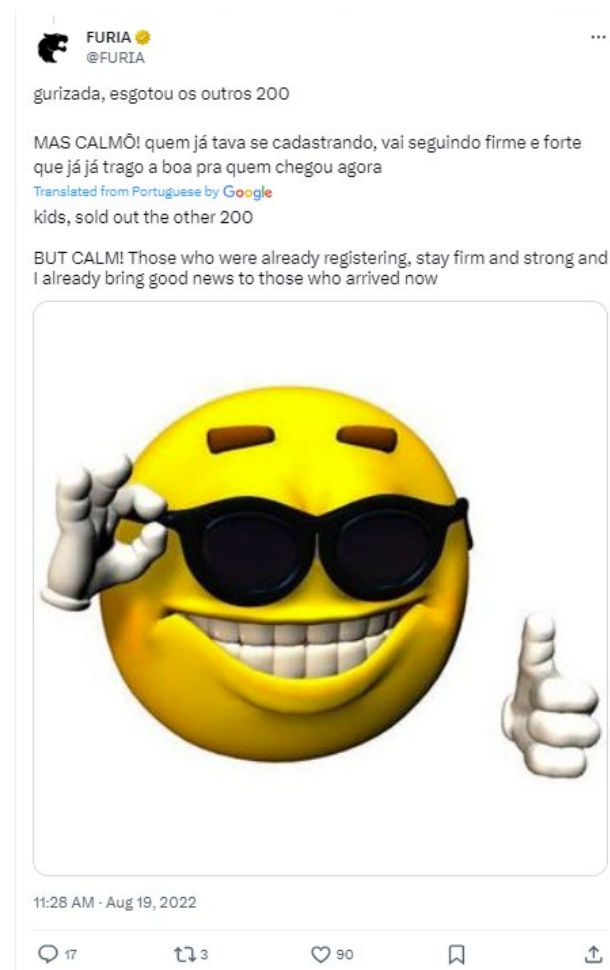 FURIA
@FURIA
gurizada, esgotou os outros 200
MAS CALMÔ! quem já tava se cadastrando, vai seguindo firme e forte
que já já trago a boa pra quem chegou agora
Translated from Portuguese by Google
kids, sold out the other 200
BUT CALM! Those who were already registering, stay firm and strong and
I already bring good news to those who arrived now
11:28 AM · Aug 19, 2022
17 3 90